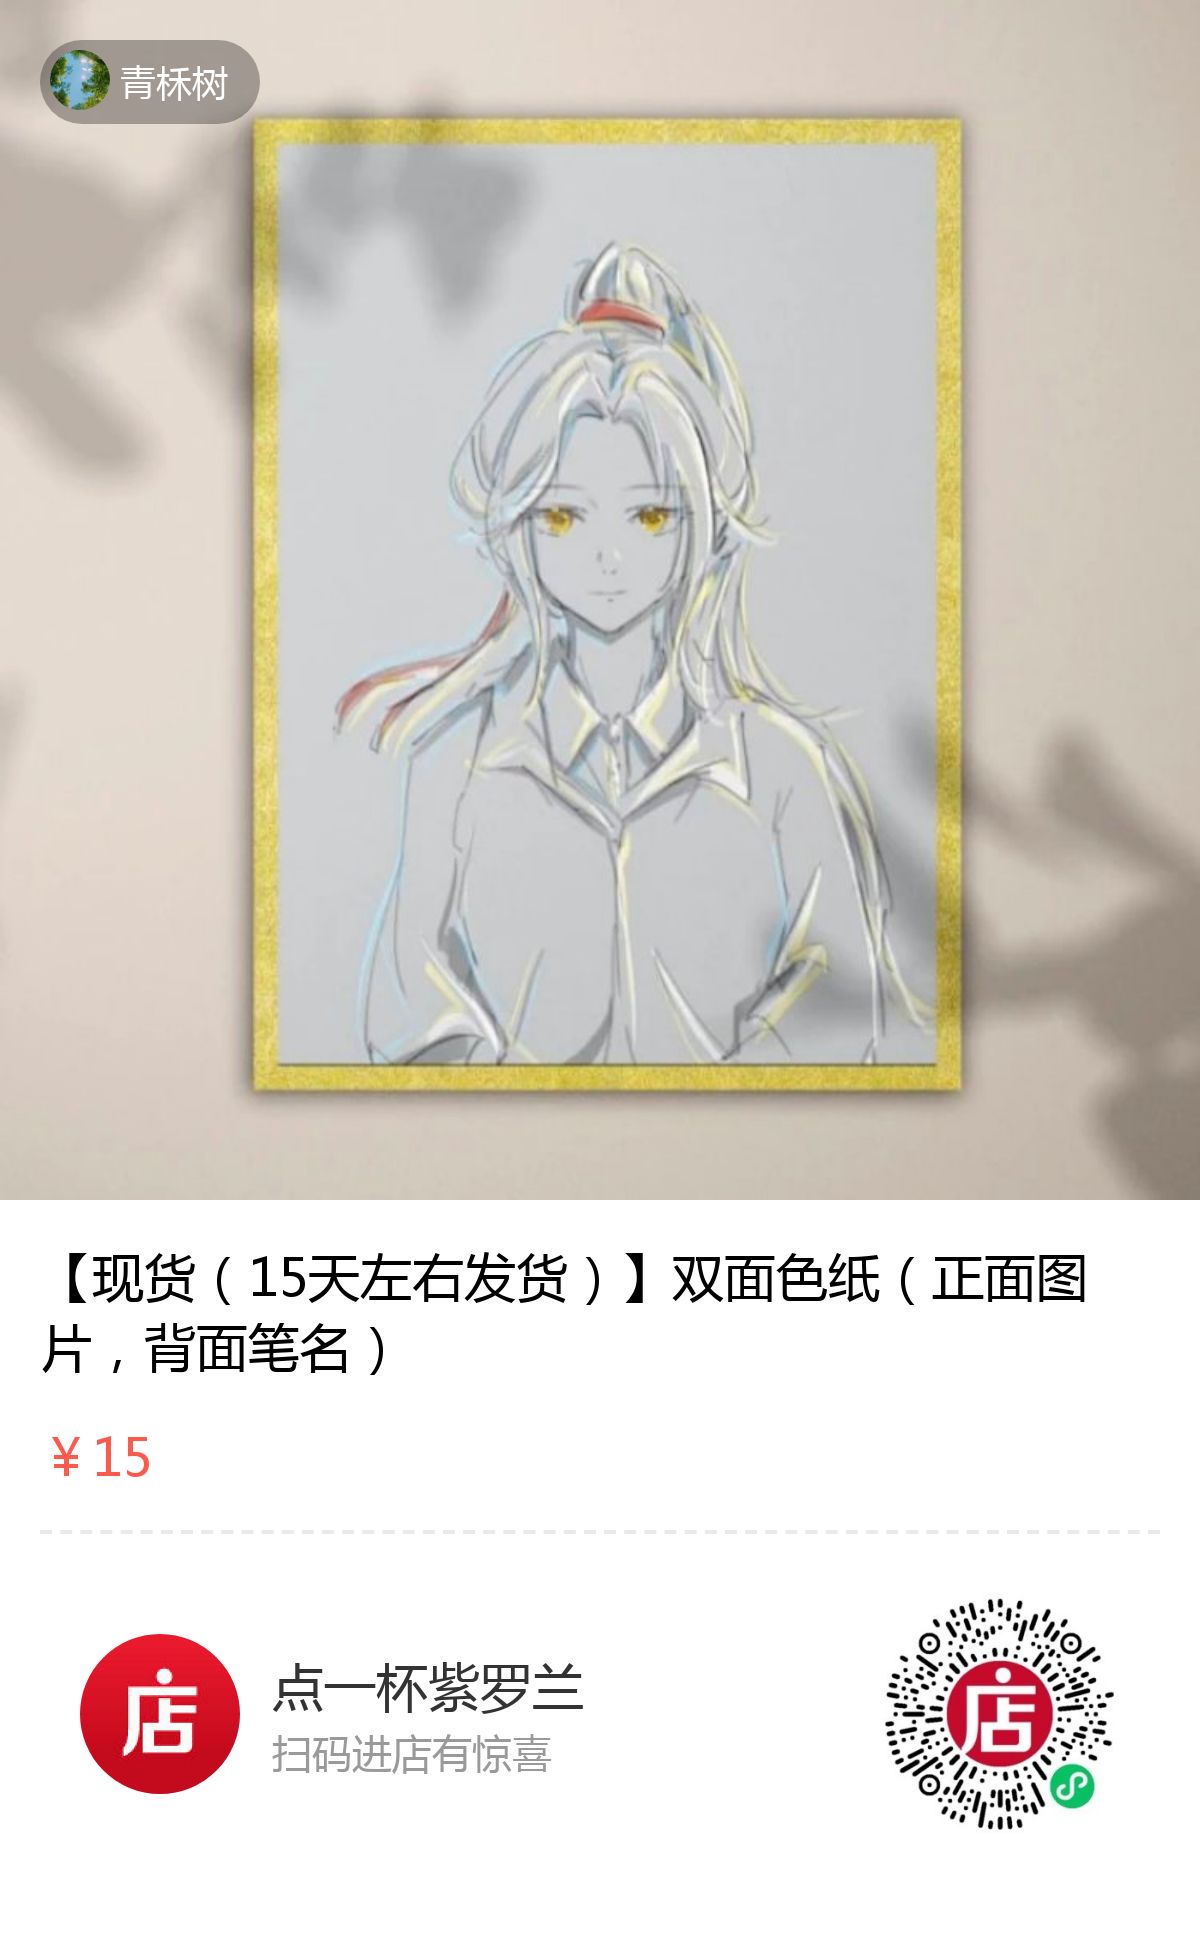 青柇树
【现货（15天左右发货）】双面色纸（正面图
片，背面笔名）
¥15
店
点一杯紫罗兰
扫码进店有惊喜
店